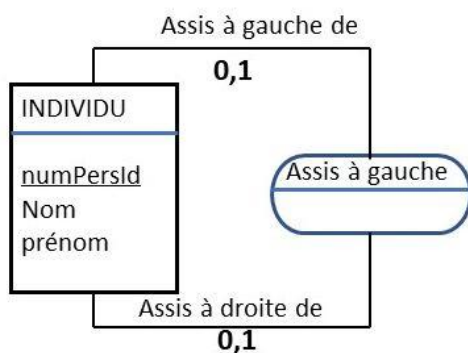 Assis à gauche de
0,1
INDIVIDU
numPersId
Nom
prénom
Assis à gauche
Assis à droite de
0,1